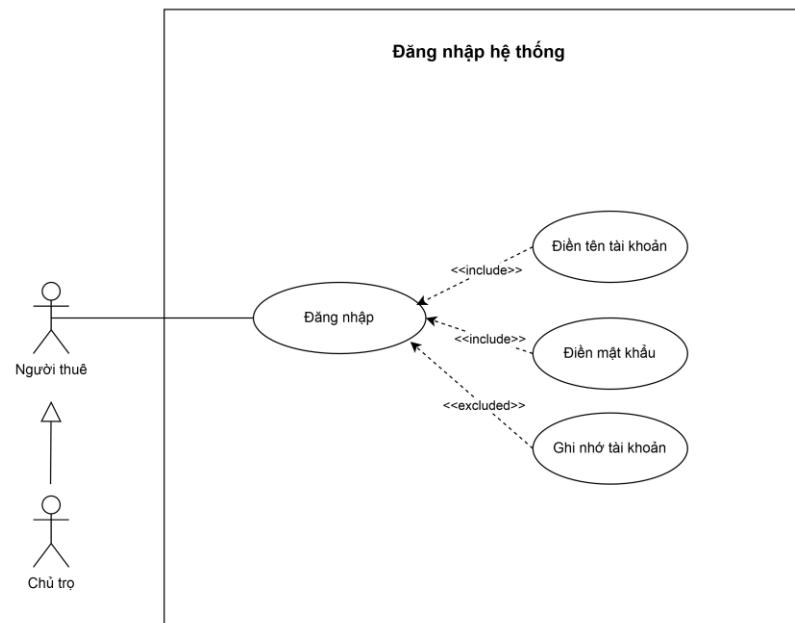 Đăng nhập hệ thống
Điền tên tài khoản
<<include>>
Đăng nhập
<<include>>
Điền mật khẩu
Người thuê
<<excluded>>
Ghi nhớ tài khoản
Chủ trọ